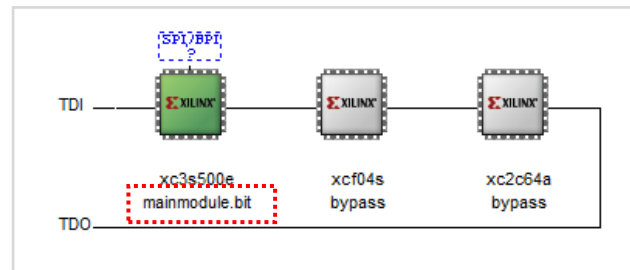 SPI/BPI
?
TDI
XILINX
XILINX
XILINX
xc3s500e
xcf04s
xc2c64a
mainmodule.bit
bypass
bypass
TDO